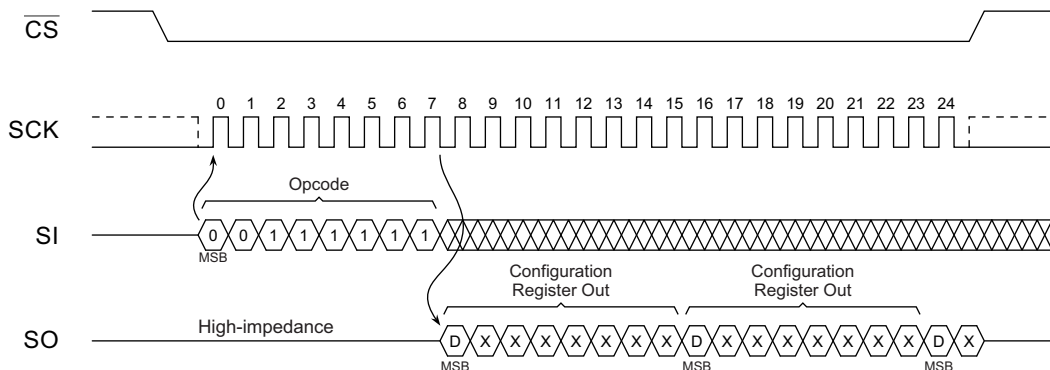 CS
0 1 2 3 4 5 6 7 8 9 10 11 12 13 14 15 16 17 18 19 20 21 22 23 24
SCK
Opcode
SI
0 0 1 1 1 1 1 1
MSB
Configuration
Register Out
Configuration
Register Out
High-impedance
SO
D X X X X X X X D X X X X X X X D X
MSB MSB MSB